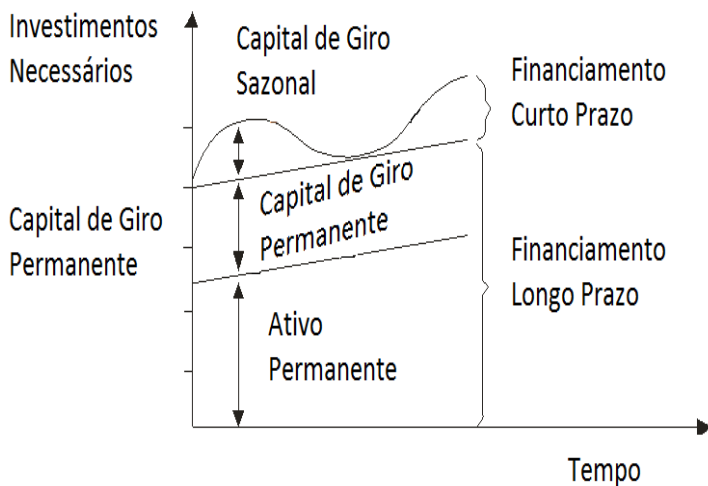 Investimentos
Necessários
Capital de Giro
Sazonal
Financiamento
Curto Prazo
Capital de Giro
Permanente
Capital de Giro
Permanente
Financiamento
Longo Prazo
Ativo
Permanente
Tempo